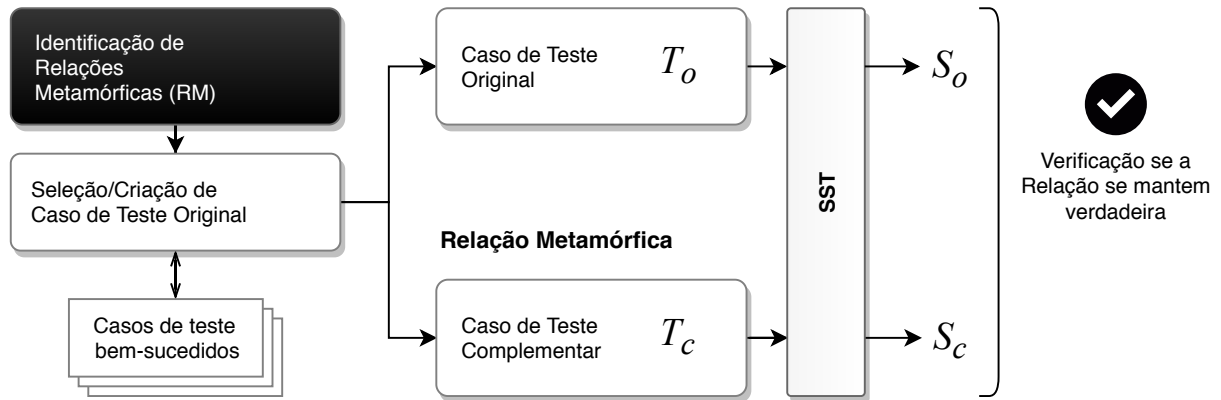 Identificação de
Relações
Metamórficas (RM)
Seleção/Criação de
Caso de Teste Original
Casos de teste
bem-sucedidos
Caso de Teste
Original
T_o
Relação Metamórfica
Caso de Teste
Complementar
T_c
SST
S_o
S_c
Verificação se a
Relação se mantem
verdadeira